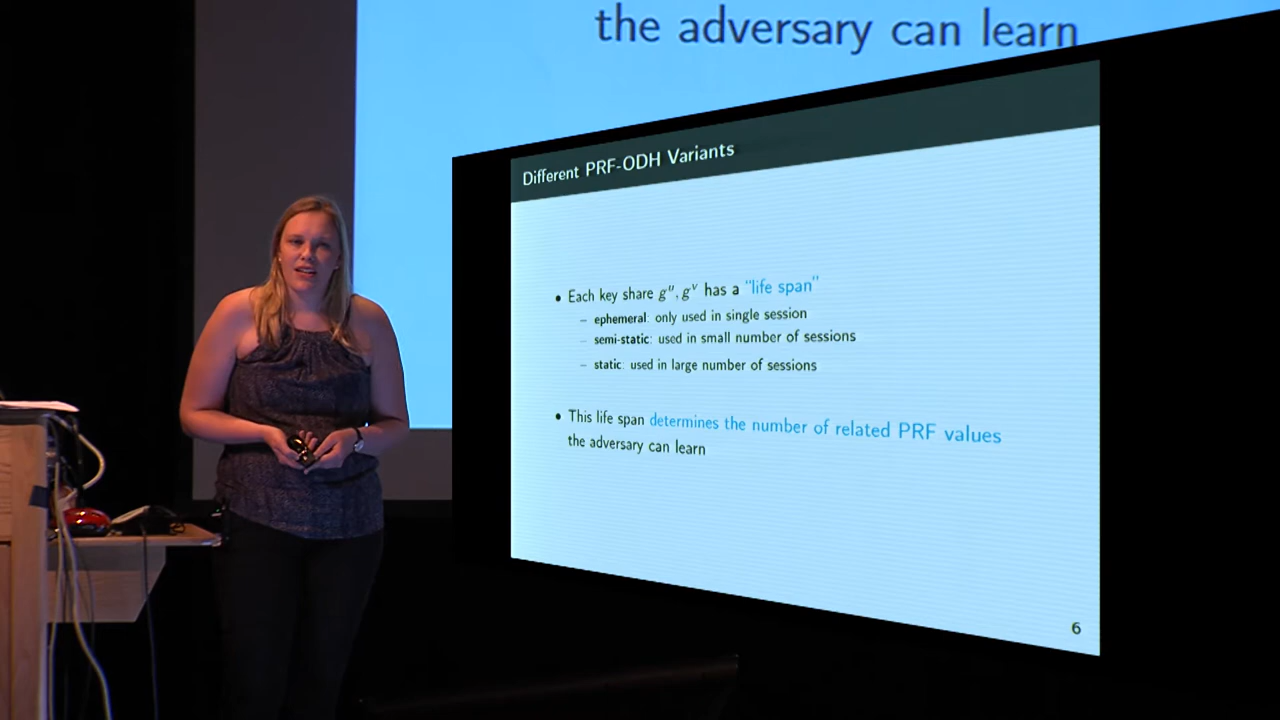 the adversary can learn
Different PRF-ODH Variants
• Each key share gᵘ, gᵛ has a "life span"
– ephemeral: only used in single session
– semi-static: used in small number of sessions
– static: used in large number of sessions
• This life span determines the number of related PRF values
the adversary can learn
6